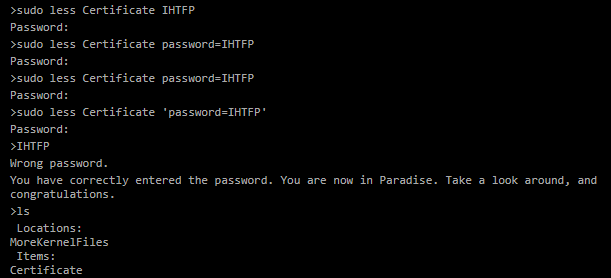 >sudo less Certificate IHTFP
Password:
>sudo less Certificate password=IHTFP
Password:
>sudo less Certificate password=IHTFP
Password:
>sudo less Certificate 'password=IHTFP'
Password:
>IHTFP
Wrong password.
You have correctly entered the password. You are now in Paradise. Take a look around, and
congratulations.
>ls
 Locations:
MoreKernelFiles
 Items:
Certificate